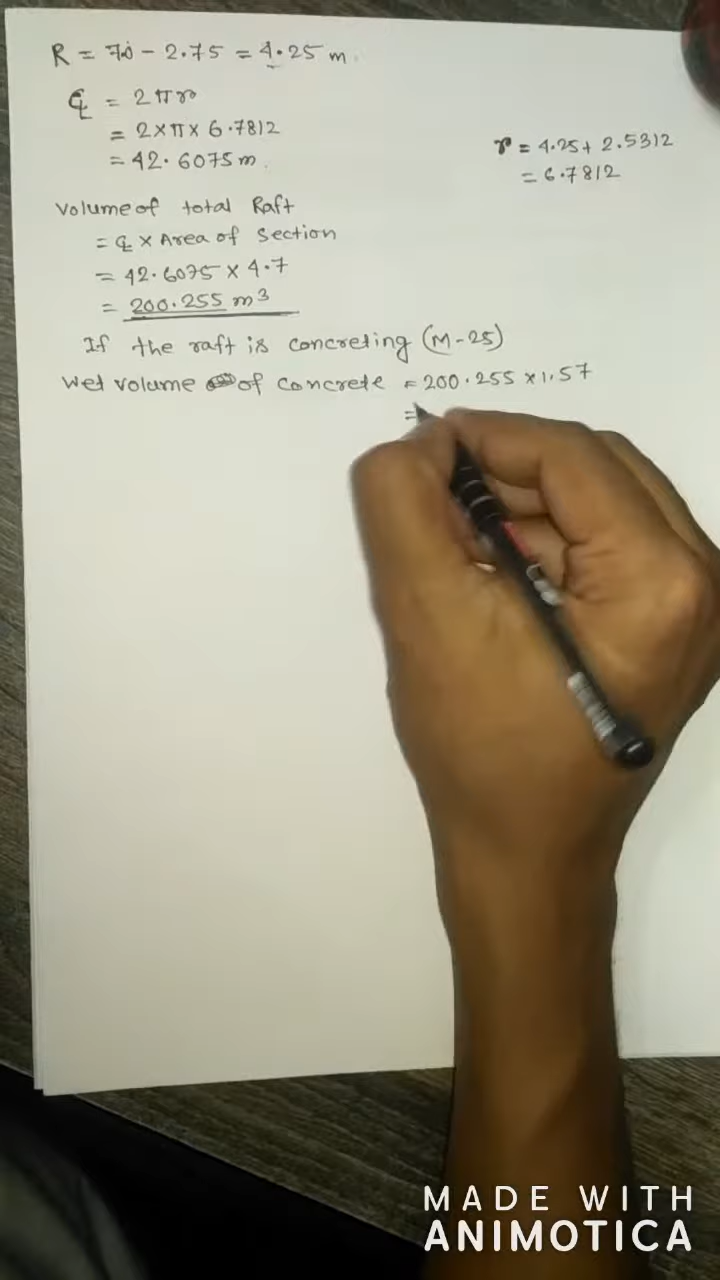 R = 7.0 - 2.75 = 4.25 m.
℄ = 2πr
= 2×π× 6.7812
= 42.6075 m.
r = 4.25 + 2.5312
= 6.7812
Volume of total Raft
= ℄ × Area of Section
= 42.6075 × 4.7
= 200.255 m³
If the raft is concreting (M-25)
Wet volume of concrete = 200.255 × 1.57
=
MADE WITH
ANIMOTICA